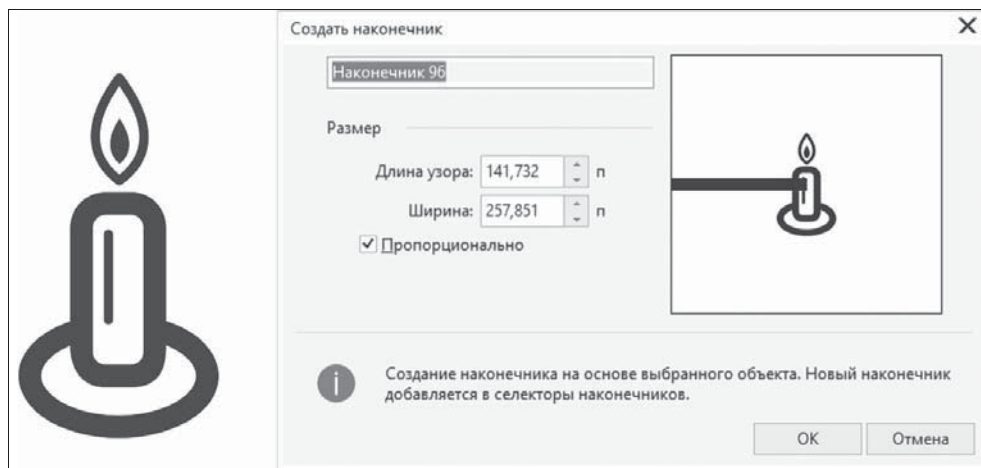 Создать наконечник
Наконечник 96
Размер
Длина узора: 141,732 п
Ширина: 257,851 п
Пропорционально
Создание наконечника на основе выбранного объекта. Новый наконечник
добавляется в селекторы наконечников.
ОК Отмена